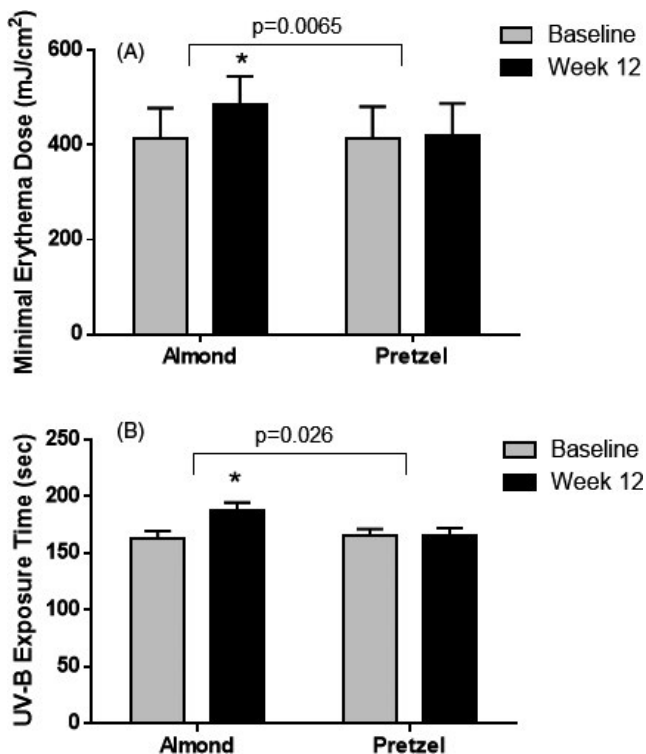 Minimal Erythema Dose (mJ/cm²)
600
400
200
0
(A)
p=0.0065
*
Baseline
Week 12
Almond
Pretzel
UV-B Exposure Time (sec)
250
200
150
100
50
0
(B)
p=0.026
*
Baseline
Week 12
Almond
Pretzel